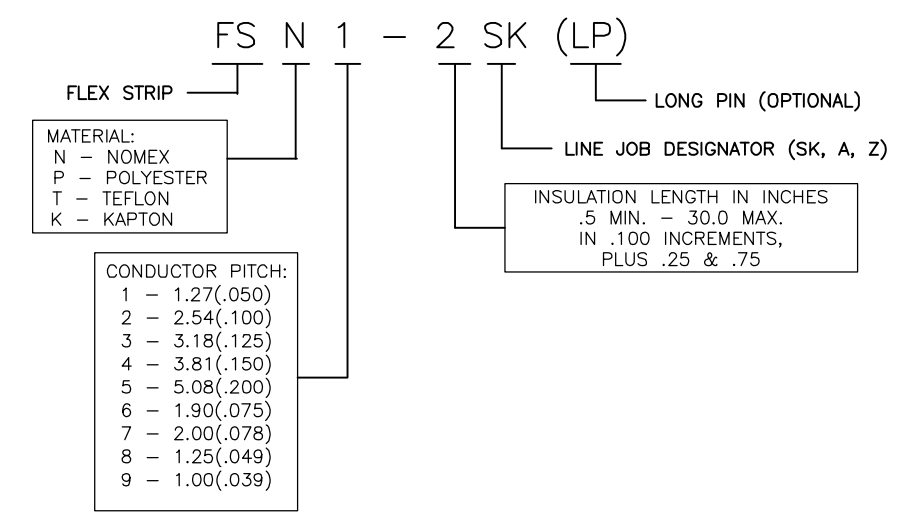 FS N 1 - 2 SK (LP)
FLEX STRIP
LONG PIN (OPTIONAL)
LINE JOB DESIGNATOR (SK, A, Z)
MATERIAL:
N - NOMEX
P - POLYESTER
T - TEFLON
K - KAPTON
INSULATION LENGTH IN INCHES
.5 MIN. - 30.0 MAX.
IN .100 INCREMENTS,
PLUS .25 & .75
CONDUCTOR PITCH:
1 - 1.27(.050)
2 - 2.54(.100)
3 - 3.18(.125)
4 - 3.81(.150)
5 - 5.08(.200)
6 - 1.90(.075)
7 - 2.00(.078)
8 - 1.25(.049)
9 - 1.00(.039)